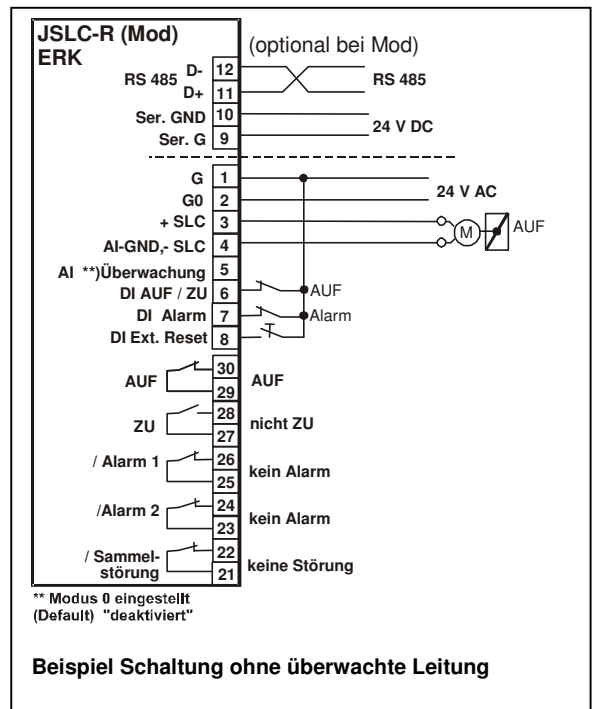 JSLC-R (Mod)
ERK
(optional bei Mod)
RS 485 D- 12 RS 485
D+ 11
Ser. GND 10 24 V DC
Ser. G 9
G 1
G0 2 24 V AC
+ SLC 3 M AUF
AI-GND,- SLC 4
AI **)Überwachung 5
DI AUF / ZU 6 AUF
DI Alarm 7 Alarm
DI Ext. Reset 8
AUF 30 AUF
29
ZU 28 nicht ZU
27
/ Alarm 1 26 kein Alarm
25
/Alarm 2 24 kein Alarm
23
/ Sammel- 22 keine Störung
störung 21
** Modus 0 eingestellt
(Default) "deaktiviert"
Beispiel Schaltung ohne überwachte Leitung